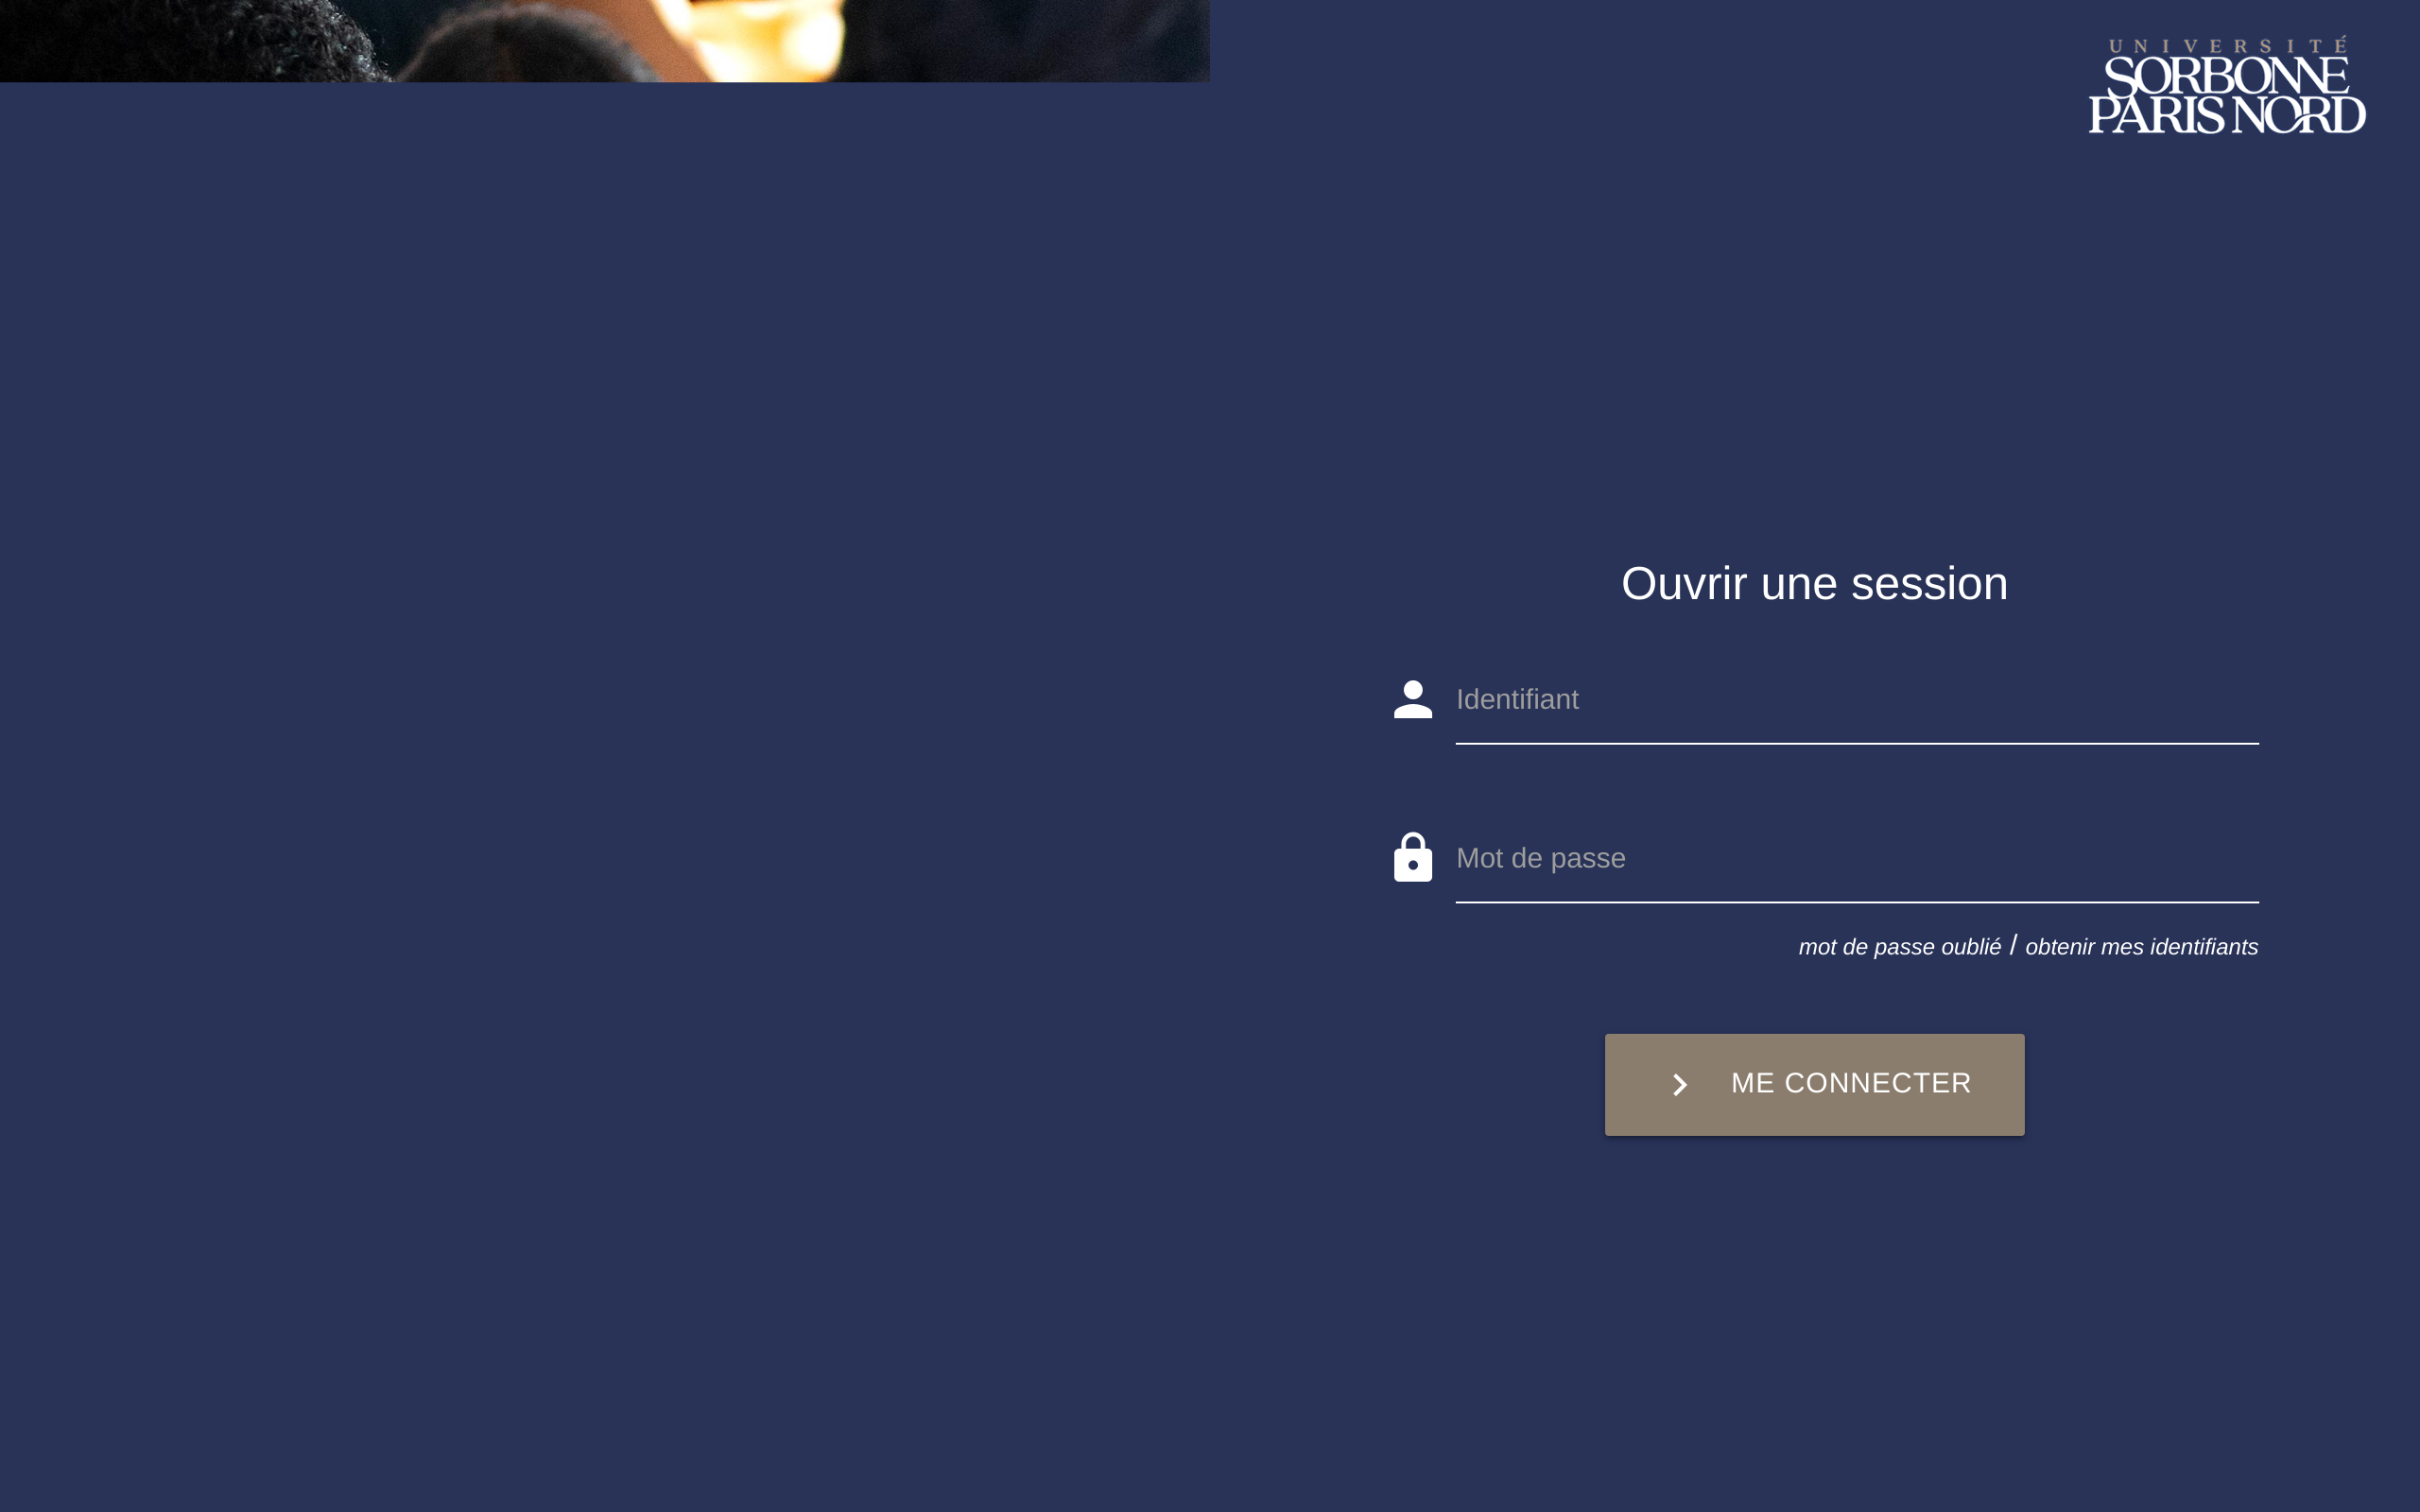 UNIVERSITÉ
SORBONNE
PARIS NORD
Ouvrir une session
Identifiant
Mot de passe
mot de passe oublié / obtenir mes identifiants
ME CONNECTER